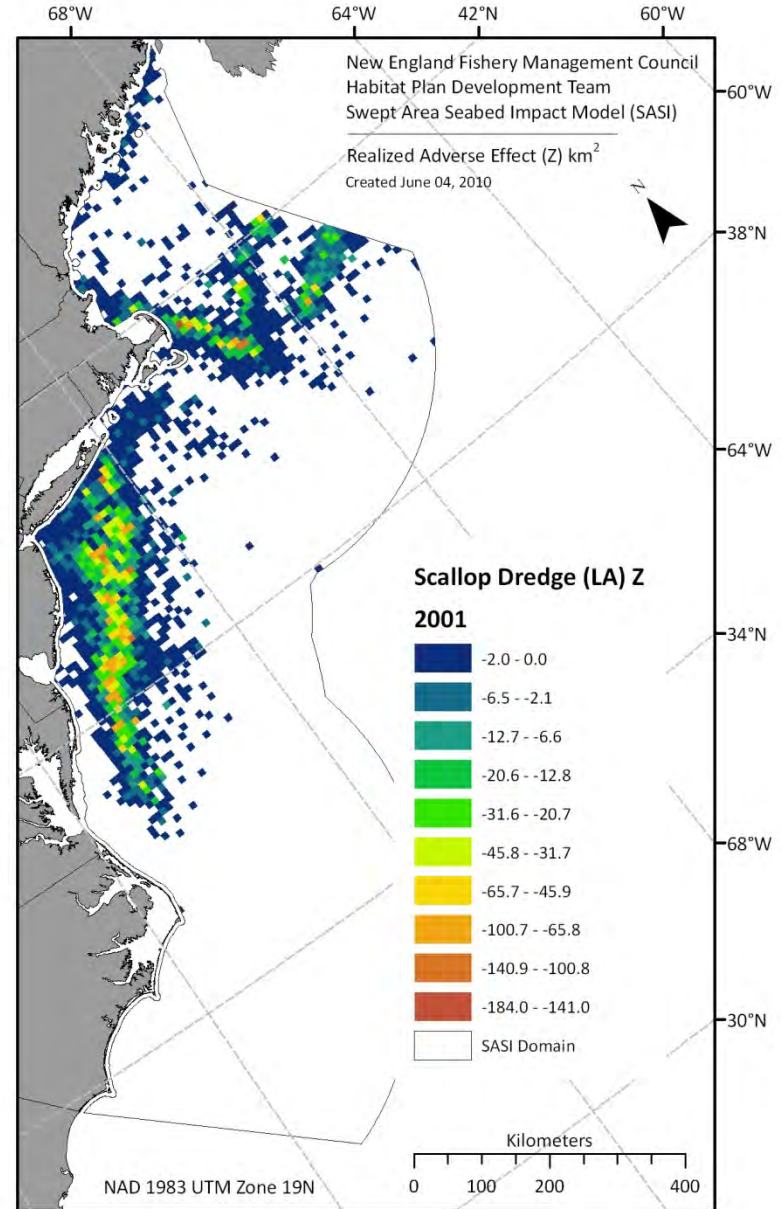 68°W 64°W 42°N 60°W
New England Fishery Management Council
Habitat Plan Development Team
Swept Area Seabed Impact Model (SASI)
Realized Adverse Effect (Z) km²
Created June 04, 2010
N
60°W
38°N
64°W
34°N
68°W
30°N
Scallop Dredge (LA) Z
2001
-2.0 - 0.0
-6.5 - -2.1
-12.7 - -6.6
-20.6 - -12.8
-31.6 - -20.7
-45.8 - -31.7
-65.7 - -45.9
-100.7 - -65.8
-140.9 - -100.8
-184.0 - -141.0
SASI Domain
Kilometers
0 100 200 400
NAD 1983 UTM Zone 19N